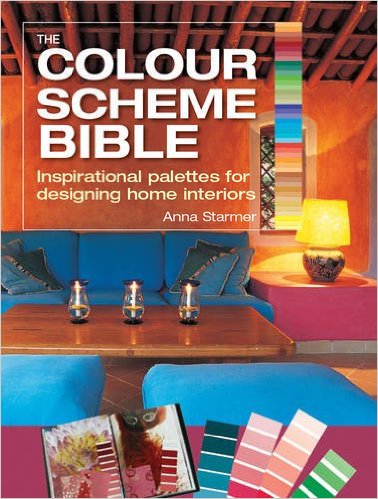 THE
COLOUR
SCHEME
BIBLE
Inspirational palettes for
designing home interiors
Anna Starmer